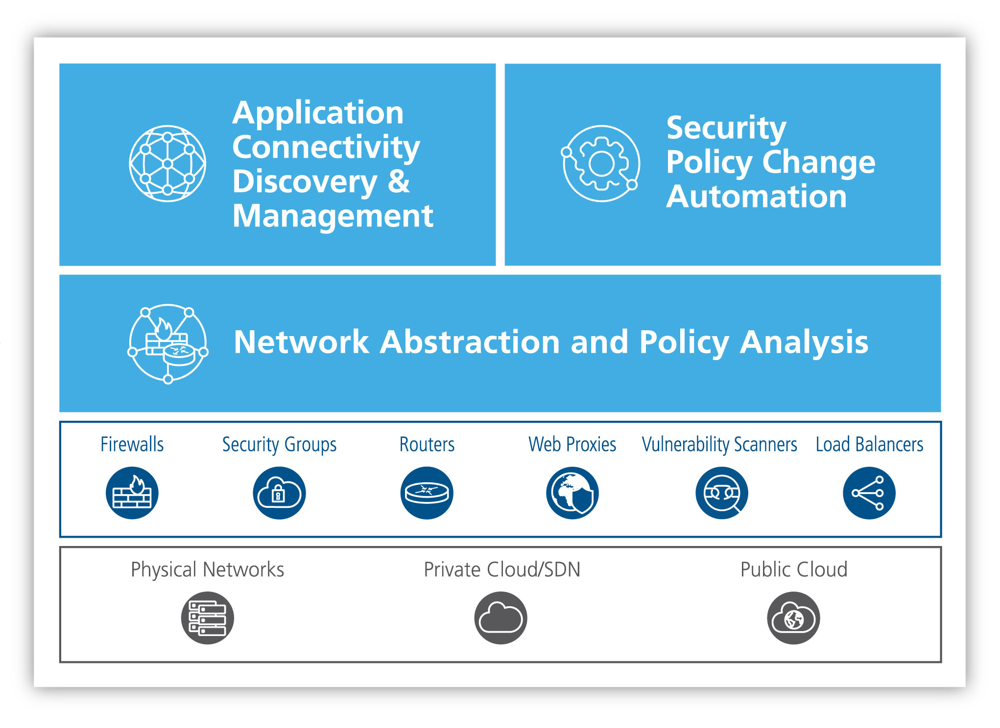 Application
Connectivity
Discovery &
Management
Security
Policy Change
Automation
Network Abstraction and Policy Analysis
Firewalls
Security Groups
Routers
Web Proxies
Vulnerability Scanners
Load Balancers
Physical Networks
Private Cloud/SDN
Public Cloud